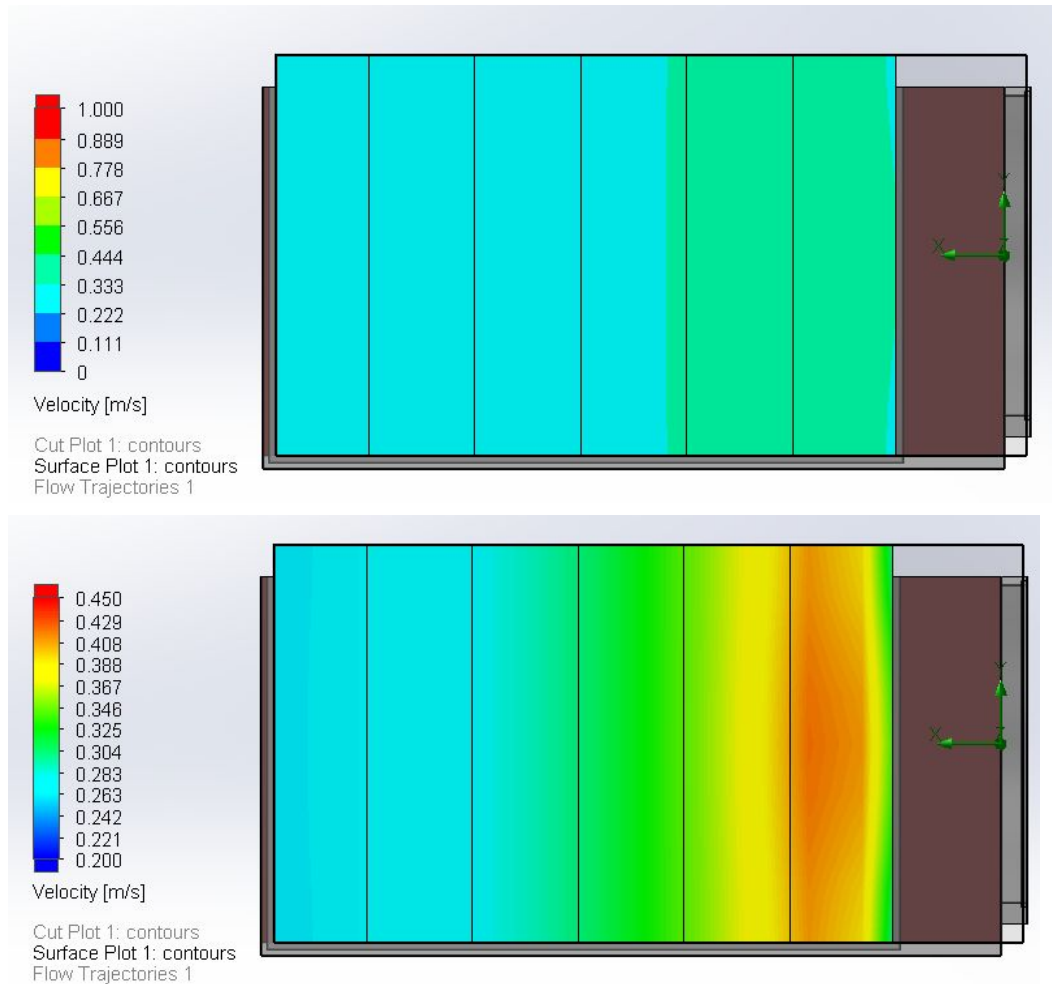 1.000
0.889
0.778
0.667
0.556
0.444
0.333
0.222
0.111
0
Velocity [m/s]
Cut Plot 1: contours
Surface Plot 1: contours
Flow Trajectories 1
Y
X
Z
0.450
0.429
0.408
0.388
0.367
0.346
0.325
0.304
0.283
0.263
0.242
0.221
0.200
Velocity [m/s]
Cut Plot 1: contours
Surface Plot 1: contours
Flow Trajectories 1
Y
X
Z